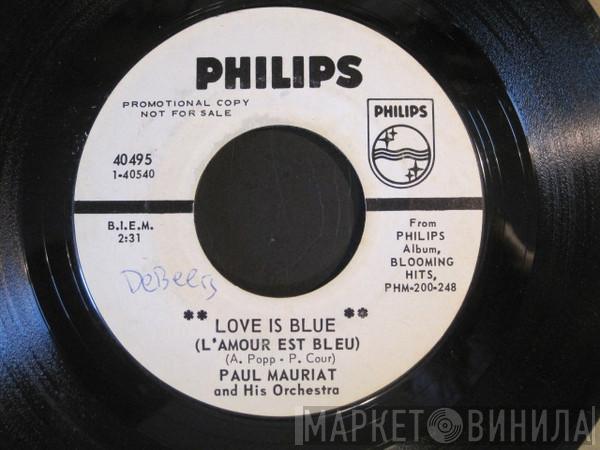 PHILIPS
PROMOTIONAL COPY
NOT FOR SALE
PHILIPS
40495
1-40540
B.I.E.M.
2:31
From
PHILIPS
Album,
BLOOMING
HITS,
PHM-200-248
DeBeers
** LOVE IS BLUE **
(L'AMOUR EST BLEU)
(A. Popp - P. Cour)
PAUL MAURIAT
and His Orchestra
МАРКЕТ ВИНИЛА